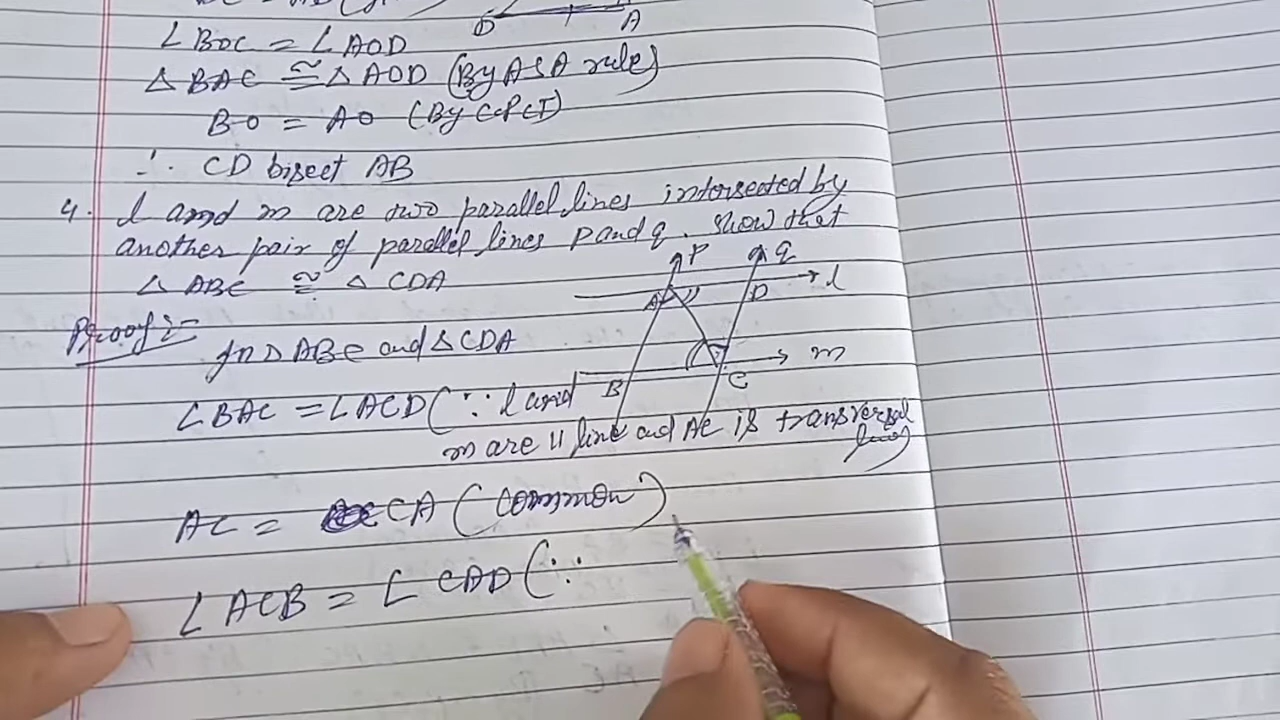 D A
∠BOC = ∠AOD
△ BAC ≅ △ AOD (By ASA rule)
BO = AO (By CPCT)
∴ CD bisect AB
4. l and m are two parallel lines intersected by
another pair of parallel lines p and q. show that
△ ABC ≅ △ CDA
P q
A D l
m
B C
Proof:-
In △ ABC and △ CDA
∠BAC = ∠ACD (∵ l and
m are || line and AC is transversal
line)
AC = CA (common)
∠ACB = ∠CAD (∵